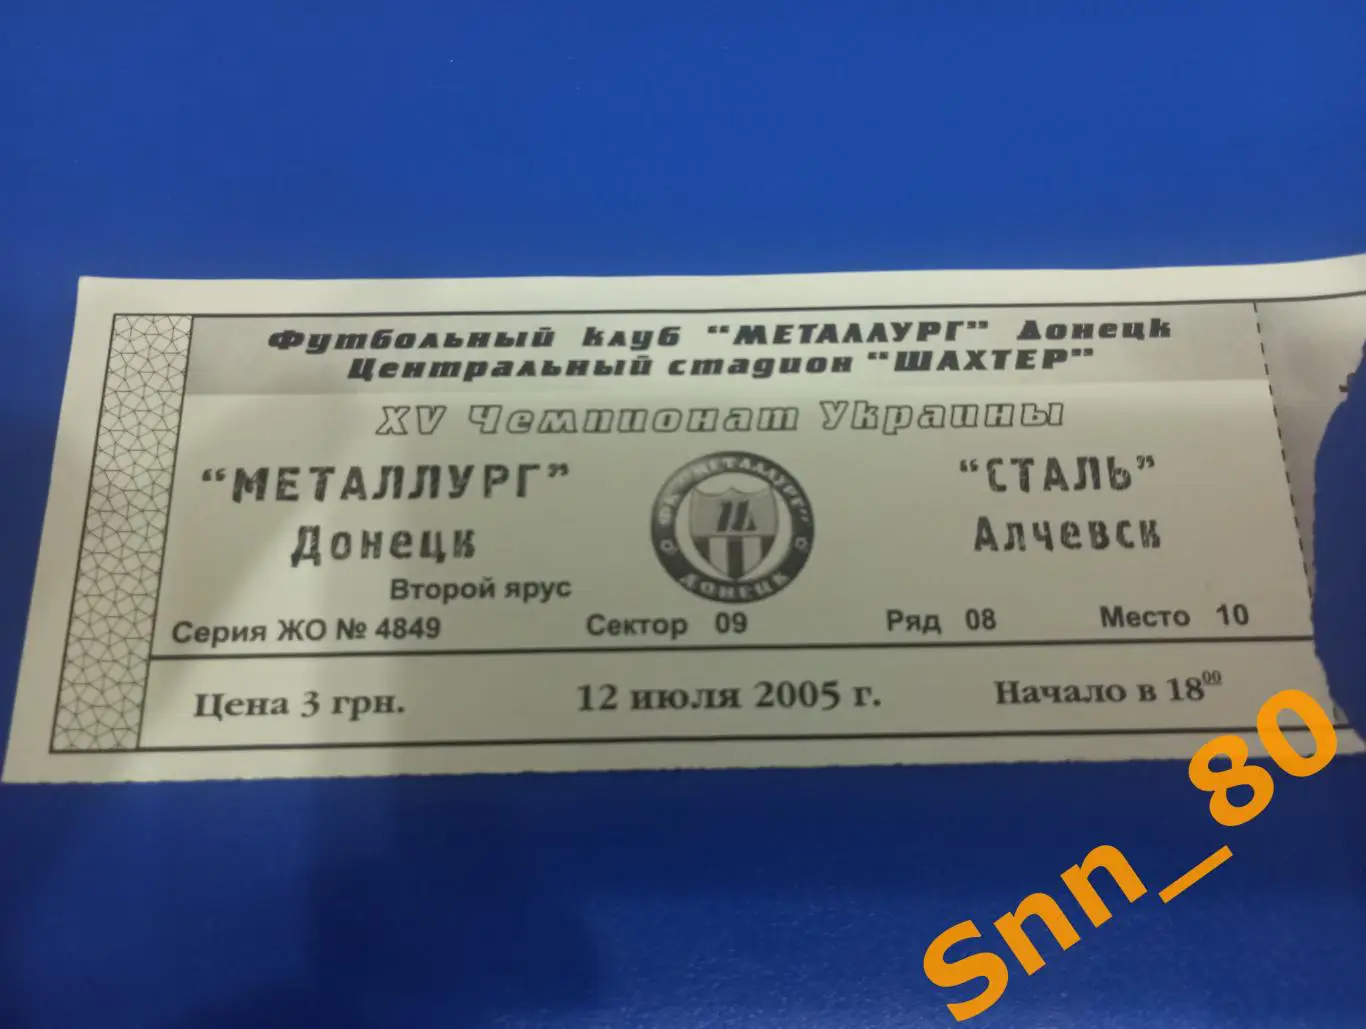 Футбольный клуб “МЕТАЛЛУРГ” Донецк
Центральный стадион “ШАХТЕР”
XV Чемпионат Украины
“МЕТАЛЛУРГ”
Донецк
“СТАЛЬ”
Алчевск
ДОНЕЦК
Второй ярус
Серия ЖО № 4849 Сектор 09 Ряд 08 Место 10
Цена 3 грн. 12 июля 2005 г. Начало в 18⁰⁰
Snn_80